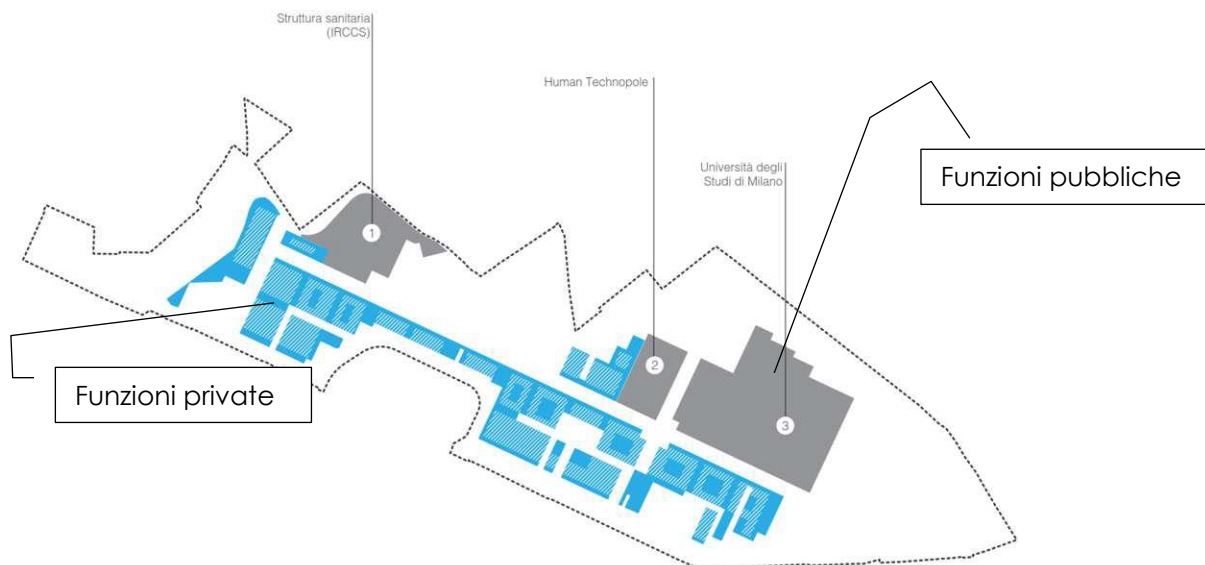 Struttura sanitaria
(IRCCS)
Human Technopole
Università degli
Studi di Milano
Funzioni pubbliche
1
2
3
Funzioni private